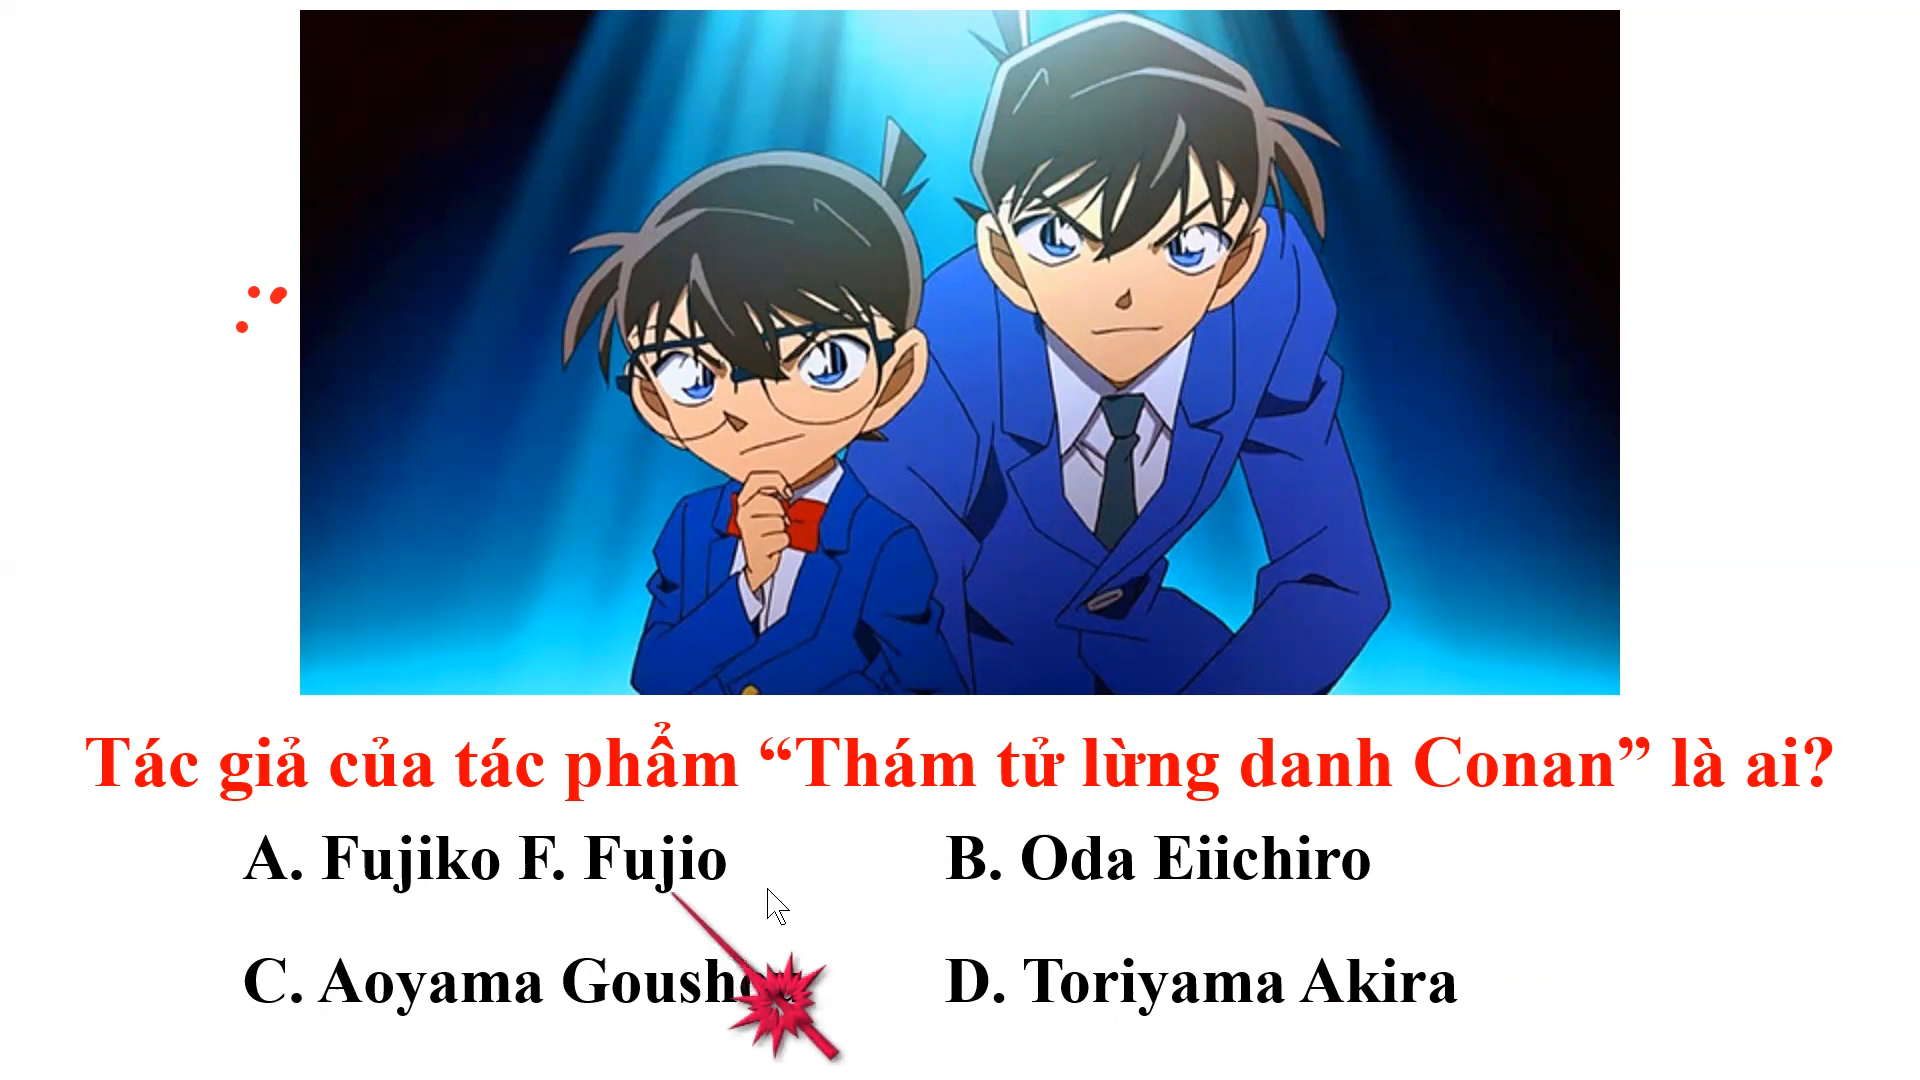 Tác giả của tác phẩm “Thám tử lừng danh Conan” là ai?
A. Fujiko F. Fujio
B. Oda Eiichiro
C. Aoyama
D. Toriyama Akira